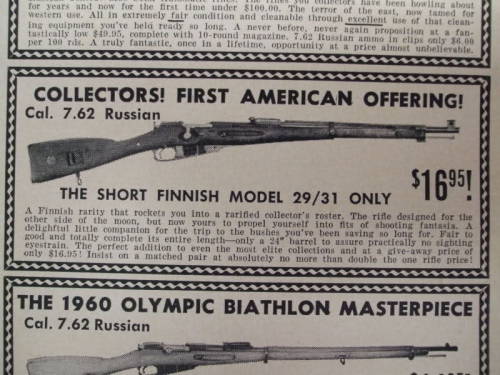 for years and now for the first time under $100.00. The terror of the east, now tamed for
western use. All in extremely fair condition and cleanable through excellent use of that clean-
ing equipment you've held ready so long. A never before, never again proposition at a fan-
tastically low $49.95, complete with 10-round magazine. 7.62 Russian ammo in clips only $6.00
per 100 rds. A truly fantastic, once in a lifetime, opportunity at a price almost unbelievable.
COLLECTORS! FIRST AMERICAN OFFERING!
Cal. 7.62 Russian
THE SHORT FINNISH MODEL 29/31 ONLY
$16.95!
A Finnish rarity that rockets you into a rarified collector's roster. The rifle designed for the
other side of the moon, but now yours to propel yourself into fits of shooting fantasia. A
delighful little companion for the trip to the bushes you've been saving so long for. Fair to
good and totally complete its entire length—only a 24" barrel to assure practically no sighting
eyestrain. The perfect addition to even the most elite collections and at a give-away price of
only $16.95! Insist on a matched pair at absolutely no more than double the one rifle price!
THE 1960 OLYMPIC BIATHLON MASTERPIECE
Cal. 7.62 Russian